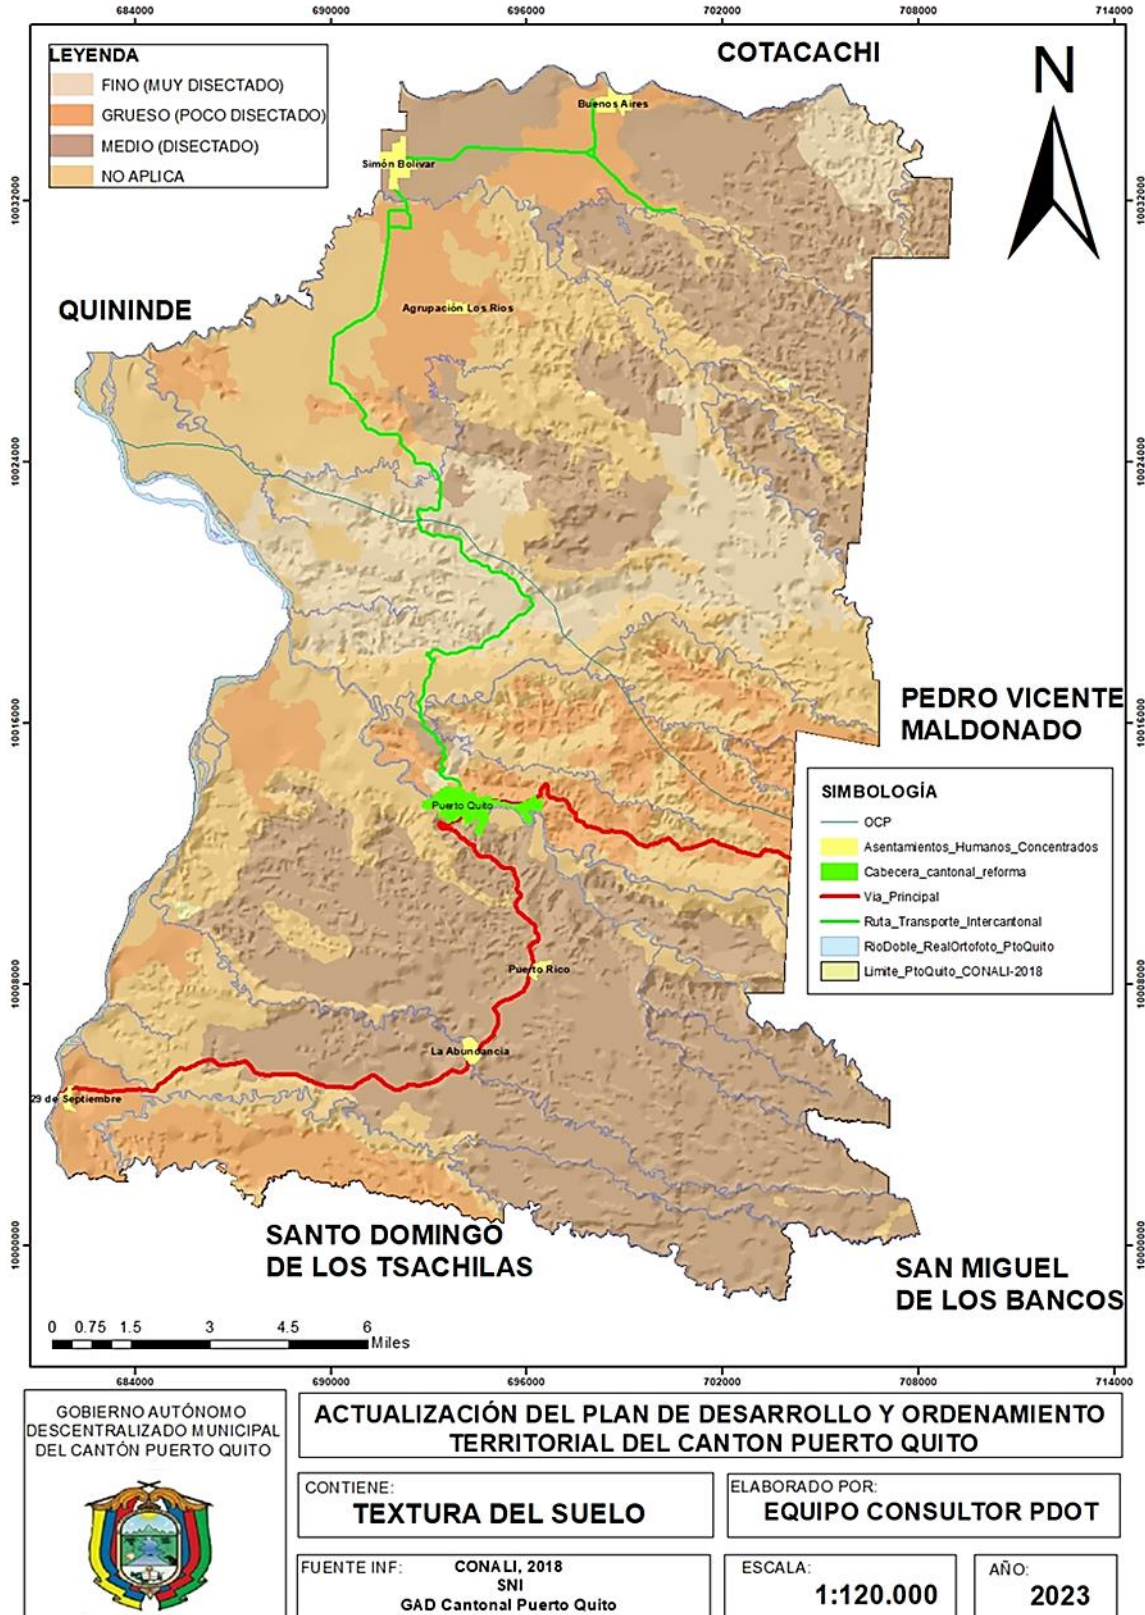 684000 690000 696000 702000 708000 714000
LEYENDA
FINO (MUY DISECTADO)
GRUESO (POCO DISECTADO)
MEDIO (DISECTADO)
NO APLICA
COTACACHI
N
Buenos Aires
Simón Bolivar
10032000 10032000
Agrupación Los Rios
QUININDE
10024000 10024000
PEDRO VICENTE
MALDONADO
10016000 10016000
Puerto Quito
SIMBOLOGÍA
OCP
Asentamientos_Humanos_Concentrados
Cabecera_cantonal_reforma
Via_Principal
Ruta_Transporte_Intercantonal
RioDoble_RealOrtofoto_PtoQuito
Limite_PtoQuito_CONALI-2018
Puerto Rico
10008000 10008000
La Abundancia
29 de Septiembre
SANTO DOMINGO
DE LOS TSACHILAS
10000000 10000000
SAN MIGUEL
DE LOS BANCOS
0 0.75 1.5 3 4.5 6
Miles
684000 690000 696000 702000 708000 714000
GOBIERNO AUTÓNOMO
DESCENTRALIZADO MUNICIPAL
DEL CANTÓN PUERTO QUITO
ACTUALIZACIÓN DEL PLAN DE DESARROLLO Y ORDENAMIENTO
TERRITORIAL DEL CANTON PUERTO QUITO
CONTIENE:
TEXTURA DEL SUELO
ELABORADO POR:
EQUIPO CONSULTOR PDOT
FUENTE INF: CONALI, 2018
SNI
GAD Cantonal Puerto Quito
ESCALA:
1:120.000
AÑO:
2023